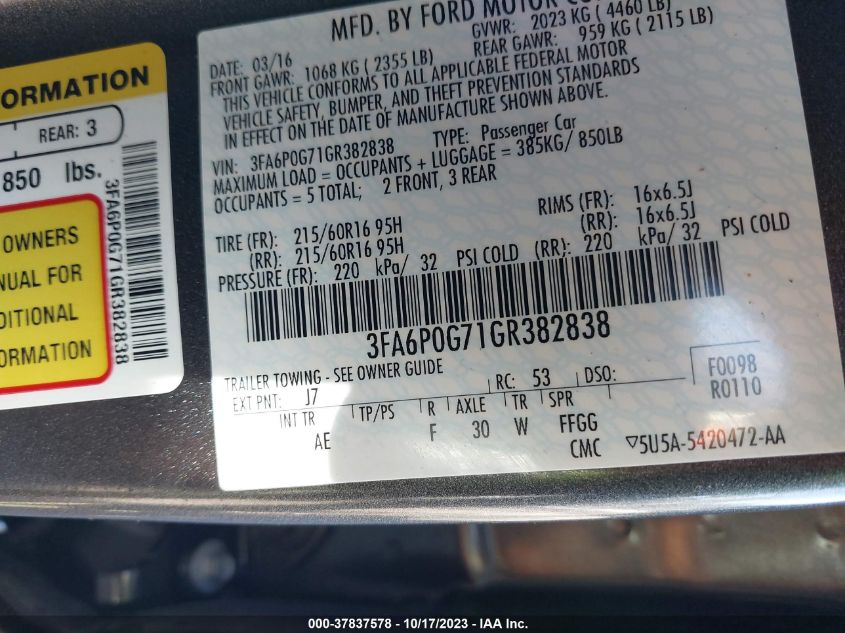 ORMATION
REAR: 3
850 lbs.
3FA6P0G71GR382838
OWNERS
NUAL FOR
DITIONAL
ORMATION
MFD. BY FORD MOTOR CO
DATE: 03/16 GVWR: 2023 KG ( 4460 LB)
FRONT GAWR: 1068 KG ( 2355 LB) REAR GAWR: 959 KG ( 2115 LB)
THIS VEHICLE CONFORMS TO ALL APPLICABLE FEDERAL MOTOR
VEHICLE SAFETY, BUMPER, AND THEFT PREVENTION STANDARDS
IN EFFECT ON THE DATE OF MANUFACTURE SHOWN ABOVE.
VIN: 3FA6P0G71GR382838 TYPE: Passenger Car
MAXIMUM LOAD = OCCUPANTS + LUGGAGE = 385KG/ 850LB
OCCUPANTS = 5 TOTAL; 2 FRONT, 3 REAR
TIRE (FR): 215/60R16 95H RIMS (FR): 16x6.5J
(RR): 215/60R16 95H (RR): 16x6.5J
PRESSURE (FR): 220 kPa/ 32 PSI COLD (RR): 220 kPa/ 32 PSI COLD
3FA6P0G71GR382838
TRAILER TOWING - SEE OWNER GUIDE
EXT PNT: J7 RC: 53 DSO: F0098
R0110
INT TR TP/PS R AXLE TR SPR
AE F 30 W FFGG
CMC ▽5U5A-5420472-AA
000-37837578 - 10/17/2023 - IAA Inc.